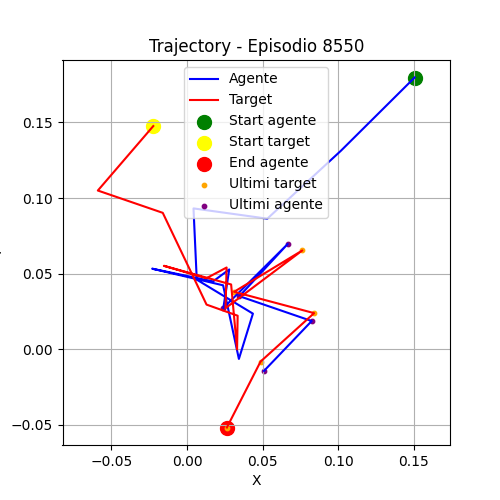 Trajectory - Episodio 8550
Agente
Target
Start agente
Start target
End agente
Ultimi target
Ultimi agente
0.15
0.10
0.05
0.00
−0.05
−0.05
0.00
0.05
0.10
0.15
X